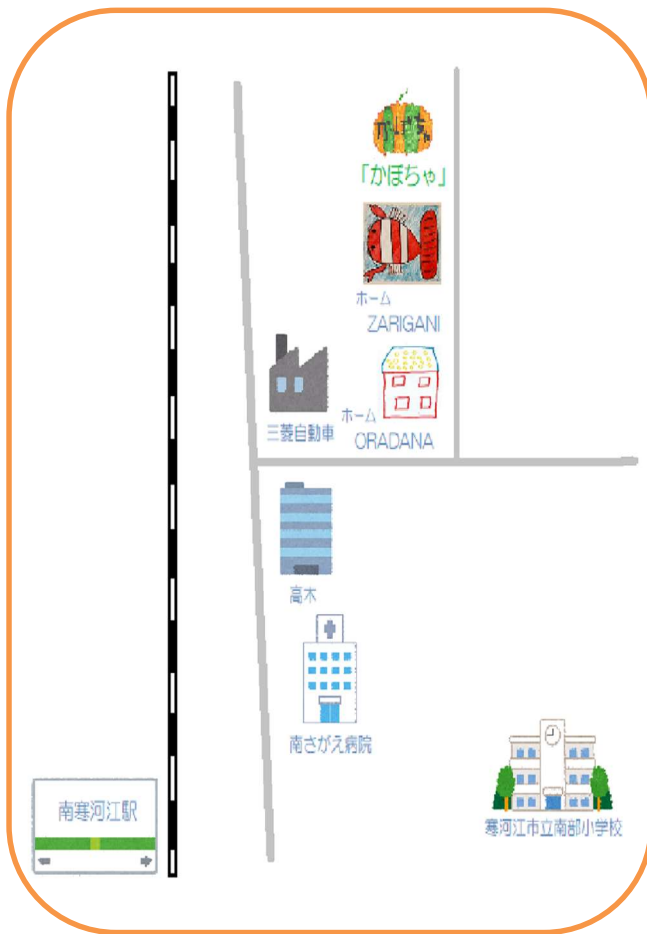 かぼちゃ
「かぼちゃ」
ホーム
ZARIGANI
ホーム
ORADANA
三菱自動車
高木
南さがえ病院
南寒河江駅
寒河江市立南部小学校